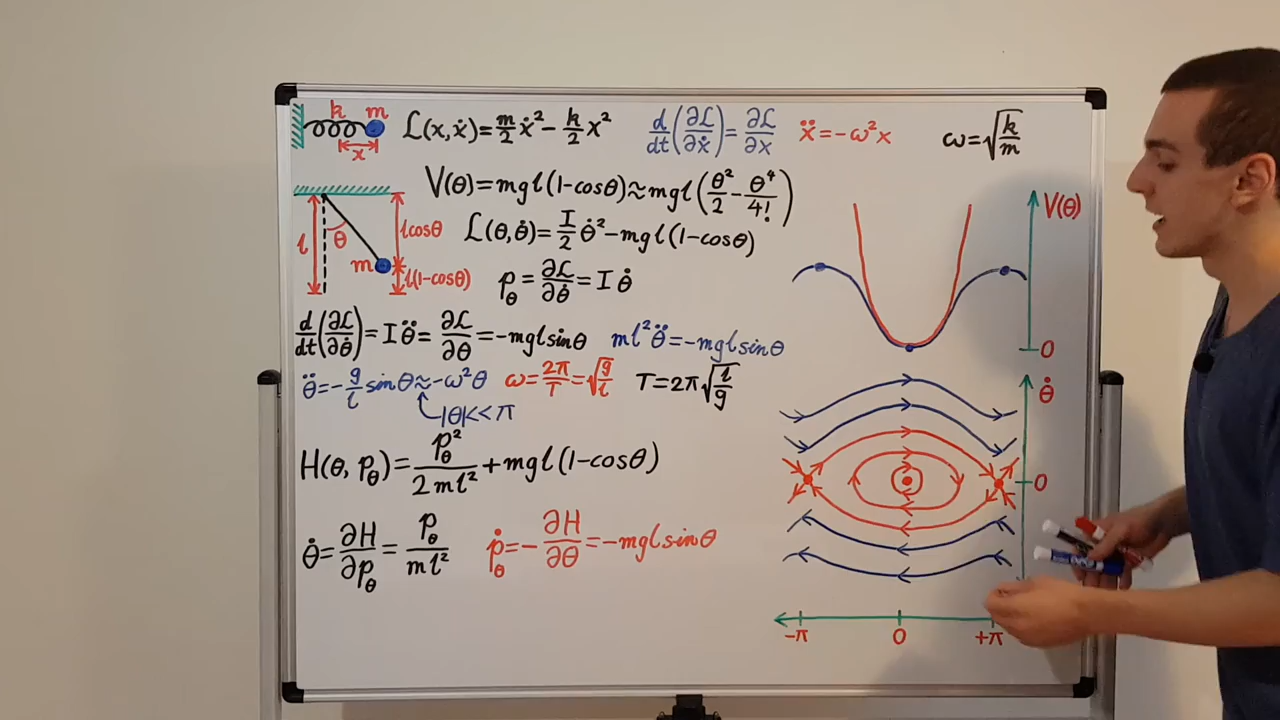 k m
x
L(x,ẋ)=m/2 ẋ²-k/2 x²
d/dt(∂L/∂ẋ)=∂L/∂x
ẍ=-ω²x
ω=√(k/m)
V(θ)=mgl(1-cosθ)≈mgl(θ²/2-θ⁴/4!)
l θ m lcosθ
l(1-cosθ)
L(θ,θ̇)=I/2 θ̇²-mgl(1-cosθ)
p_θ=∂L/∂θ̇=Iθ̇
d/dt(∂L/∂θ̇)=Iθ̈=∂L/∂θ=-mglsinθ
ml²θ̈=-mglsinθ
θ̈=-g/l sinθ≈-ω²θ
|θ|<<π
ω=2π/T=√(g/l)
T=2π√(l/g)
H(θ,p_θ)=p_θ²/2ml²+mgl(1-cosθ)
θ̇=∂H/∂p_θ=p_θ/ml²
ṗ_θ=-∂H/∂θ=-mglsinθ
V(θ)
0
θ̇
0
-π 0 +π